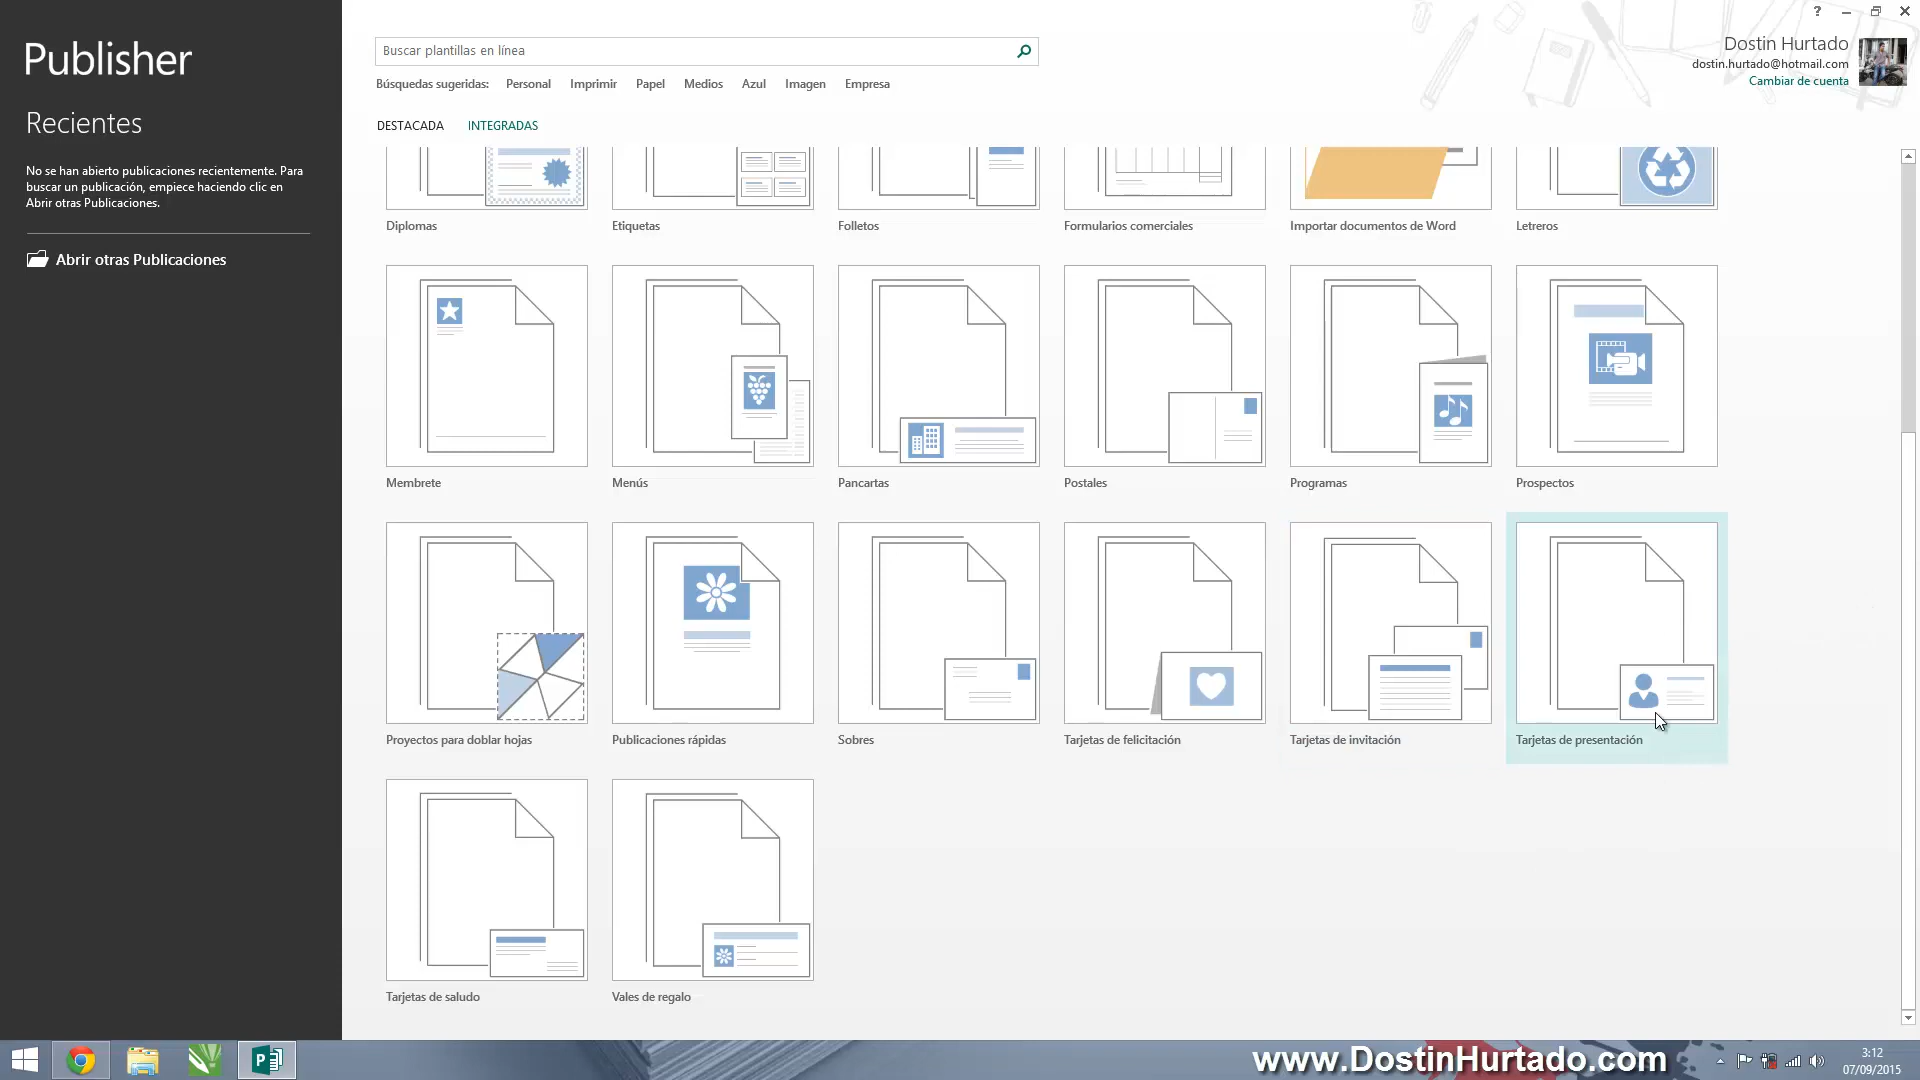 Publisher
Recientes
No se han abierto publicaciones recientemente. Para
buscar un publicación, empiece haciendo clic en
Abrir otras Publicaciones.
Abrir otras Publicaciones
Buscar plantillas en línea
Búsquedas sugeridas: Personal Imprimir Papel Medios Azul Imagen Empresa
?
Dostin Hurtado
dostin.hurtado@hotmail.com
Cambiar de cuenta
DESTACADA INTEGRADAS
Diplomas Etiquetas Folletos Formularios comerciales Importar documentos de Word Letreros
Membrete Menús Pancartas Postales Programas Prospectos
Proyectos para doblar hojas Publicaciones rápidas Sobres Tarjetas de felicitación Tarjetas de invitación Tarjetas de presentación
Tarjetas de saludo Vales de regalo
www.DostinHurtado.com
3:12
07/09/2015